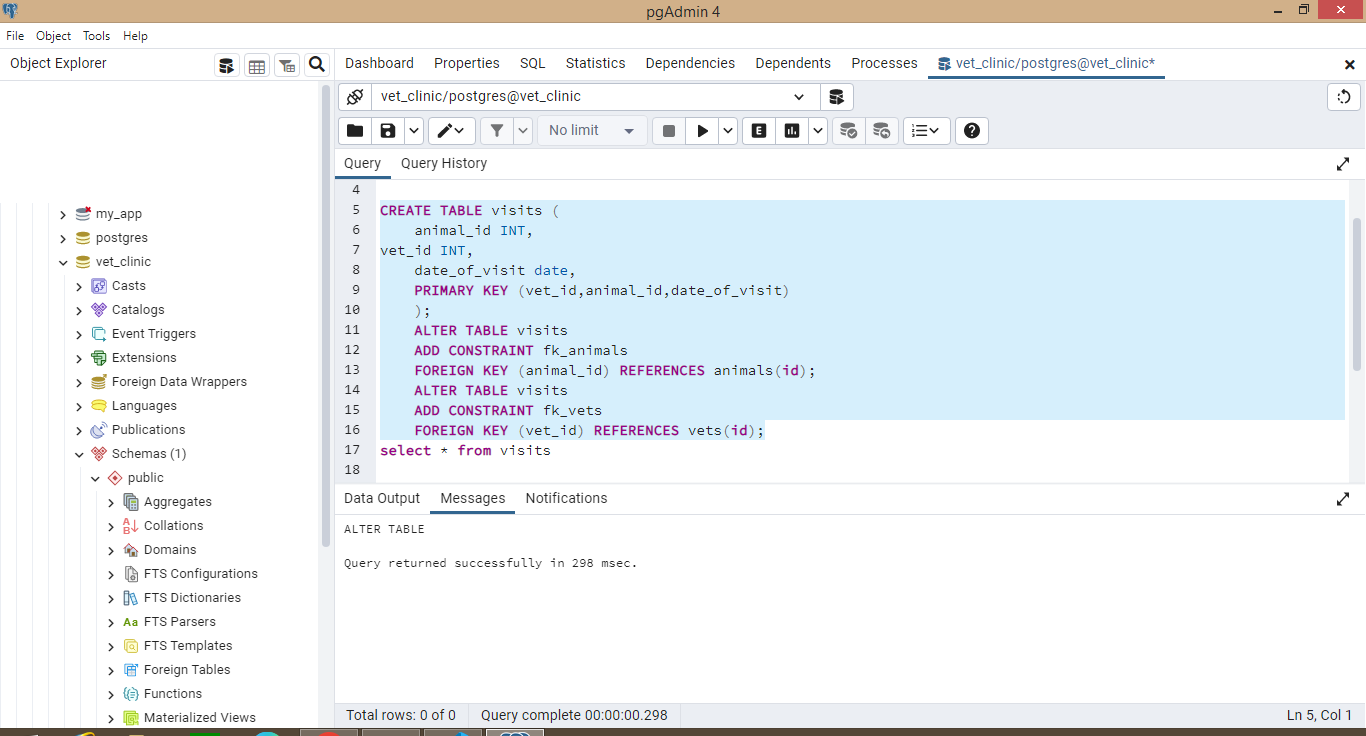 pgAdmin 4
File Object Tools Help
Object Explorer
Dashboard Properties SQL Statistics Dependencies Dependents Processes vet_clinic/postgres@vet_clinic*
vet_clinic/postgres@vet_clinic
No limit
E
Query Query History
my_app
postgres
vet_clinic
Casts
Catalogs
Event Triggers
Extensions
Foreign Data Wrappers
Languages
Publications
Schemas (1)
public
Aggregates
Collations
Domains
FTS Configurations
FTS Dictionaries
Aa FTS Parsers
FTS Templates
Foreign Tables
Functions
Materialized Views
4
5 CREATE TABLE visits (
6 animal_id INT,
7 vet_id INT,
8 date_of_visit date,
9 PRIMARY KEY (vet_id,animal_id,date_of_visit)
10 );
11 ALTER TABLE visits
12 ADD CONSTRAINT fk_animals
13 FOREIGN KEY (animal_id) REFERENCES animals(id);
14 ALTER TABLE visits
15 ADD CONSTRAINT fk_vets
16 FOREIGN KEY (vet_id) REFERENCES vets(id);
17 select * from visits
18
Data Output Messages Notifications
ALTER TABLE
Query returned successfully in 298 msec.
Total rows: 0 of 0 Query complete 00:00:00.298 Ln 5, Col 1